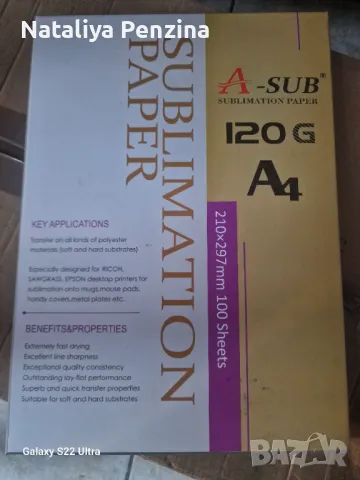 Nataliya Penzina
SUBLIMATION
PAPER
A-SUB®
SUBLIMATION PAPER
120 G
A4
210×297mm 100 Sheets
KEY APPLICATIONS
Transfer on all kinds of polyester
materials (soft and hard substrates)
Especially designed for RICOH,
SAWGRASS, EPSON desktop printers for
sublimation onto mugs,mouse pads,
handy covers,metal plates etc.
BENEFITS&PROPERTIES
Extremely fast drying
Excellent line sharpness
Exceptional quality consistency
Outstanding lay-flat performance
Superb and quick transfer properties
Suitable for soft and hard substrates
Galaxy S22 Ultra
BAZAR